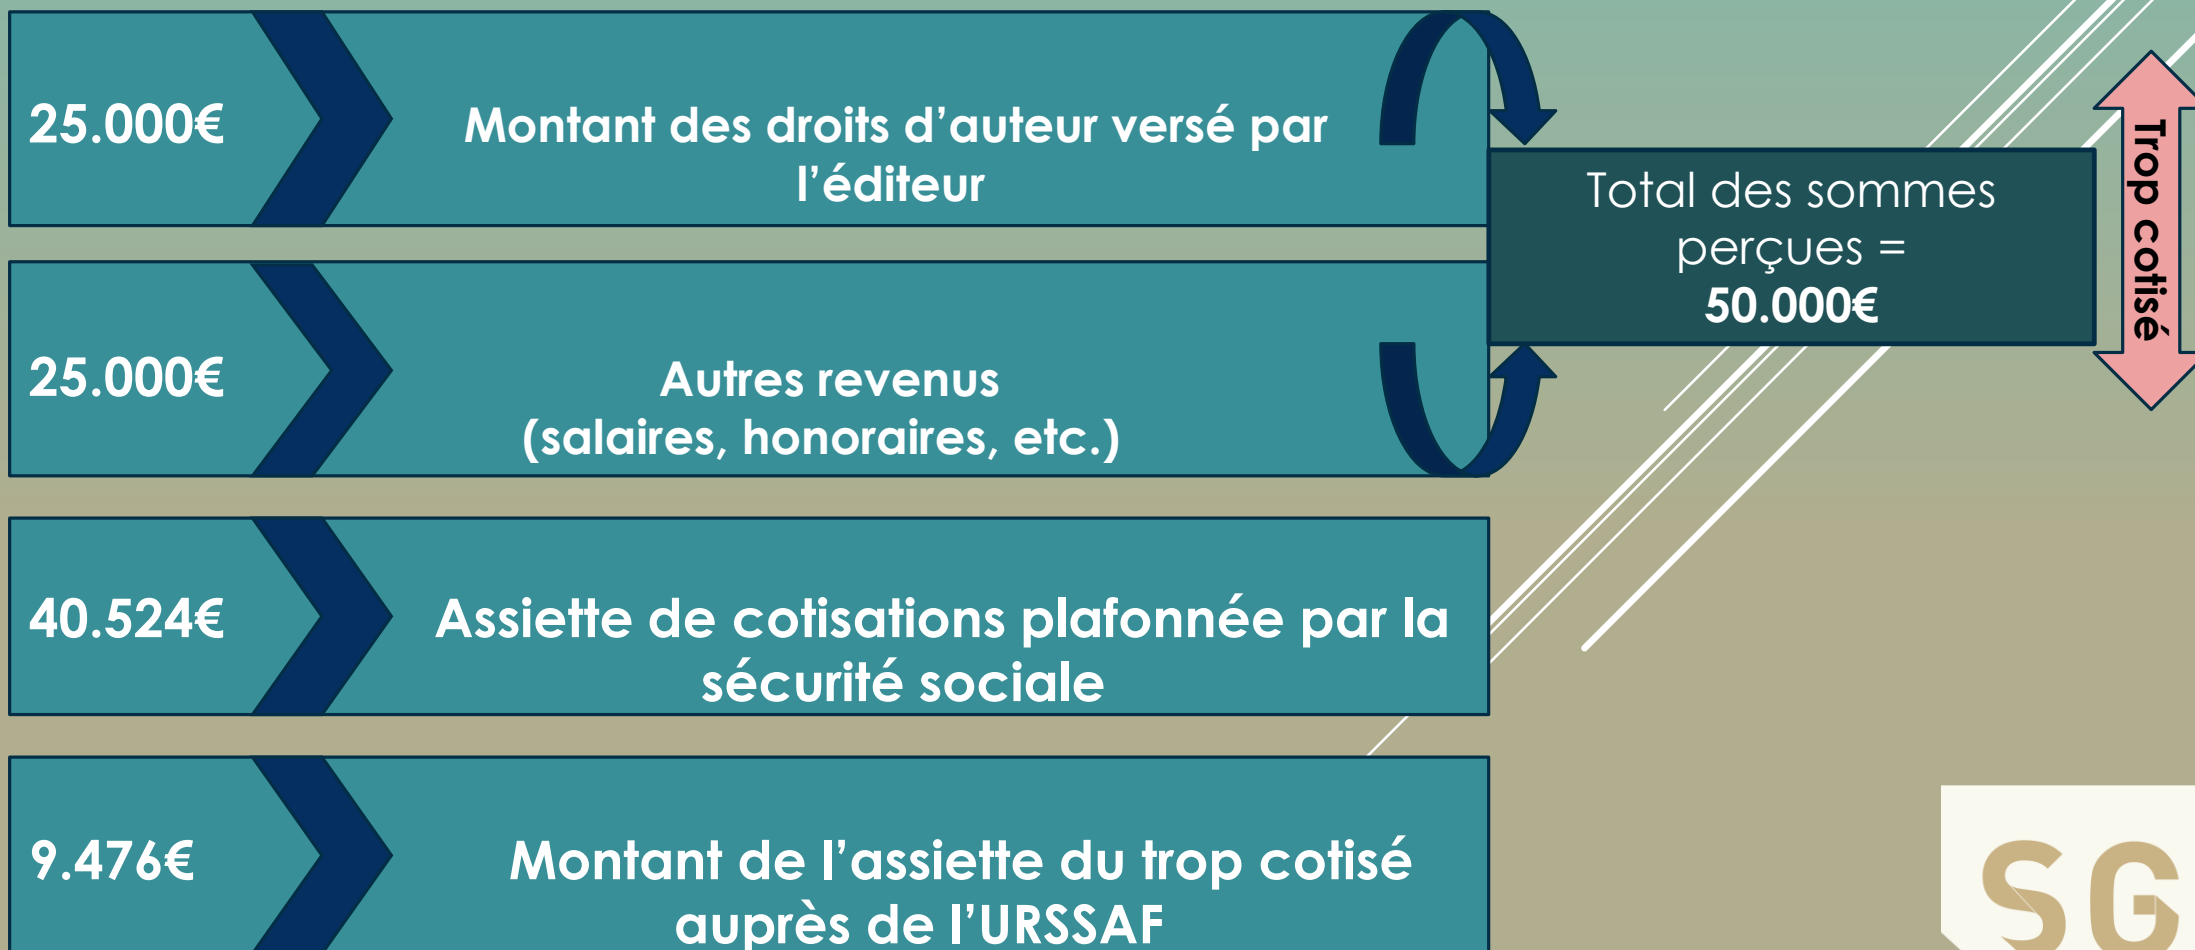 25.000€
Montant des droits d’auteur versé par
l’éditeur
Total des sommes
perçues =
50.000€
Trop cotisé
25.000€
Autres revenus
(salaires, honoraires, etc.)
40.524€
Assiette de cotisations plafonnée par la
sécurité sociale
9.476€
Montant de l’assiette du trop cotisé
auprès de l’URSSAF
SG